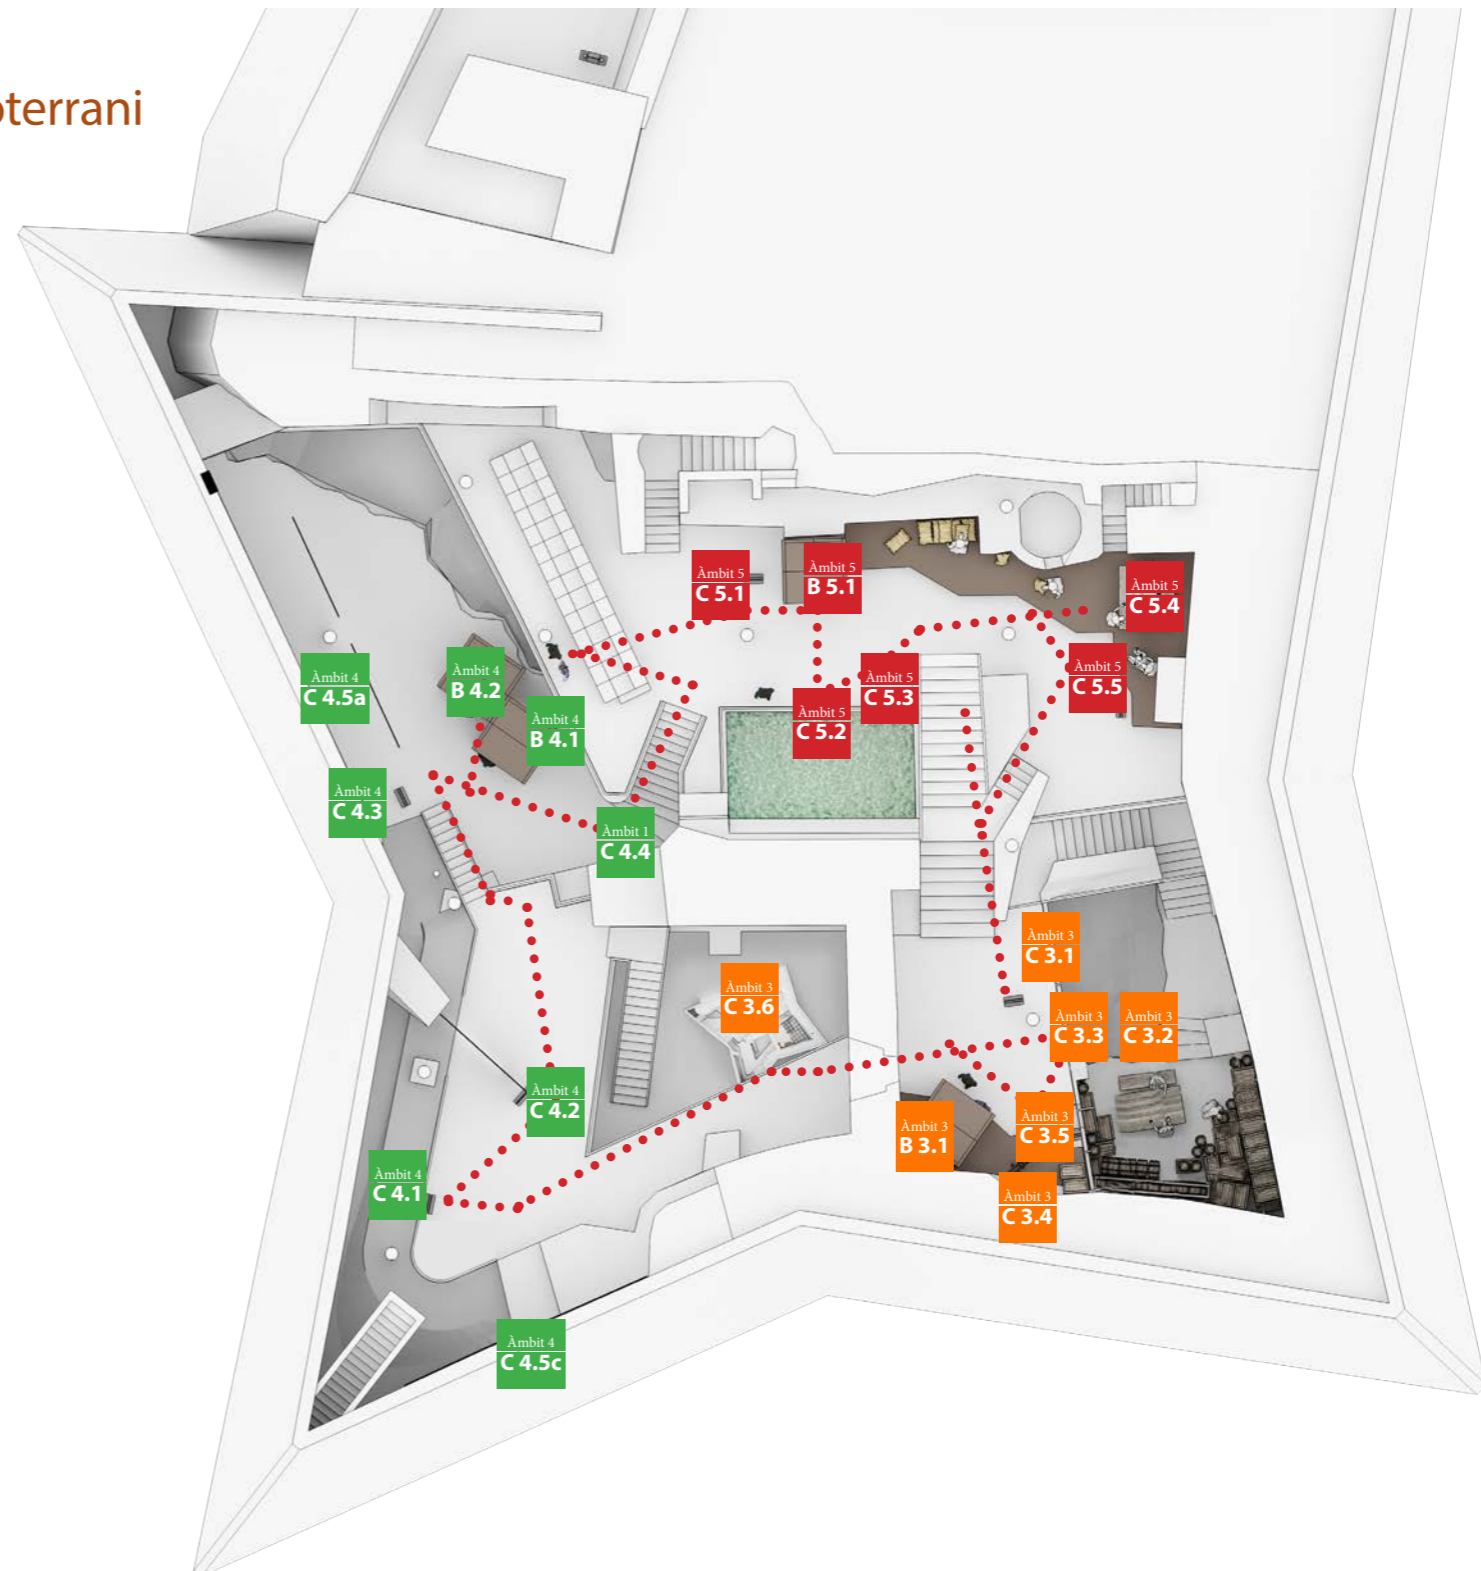 Àmbit 5
C 5.1
Àmbit 5
B 5.1
Àmbit 5
C 5.4
Àmbit 4
C 4.5a
Àmbit 4
B 4.2
Àmbit 4
B 4.1
Àmbit 5
C 5.2
Àmbit 5
C 5.3
Àmbit 5
C 5.5
Àmbit 4
C 4.3
Àmbit 1
C 4.4
Àmbit 3
C 3.1
Àmbit 3
C 3.6
Àmbit 3
C 3.3
Àmbit 3
C 3.2
Àmbit 4
C 4.2
Àmbit 3
B 3.1
Àmbit 3
C 3.5
Àmbit 4
C 4.1
Àmbit 3
C 3.4
Àmbit 4
C 4.5c